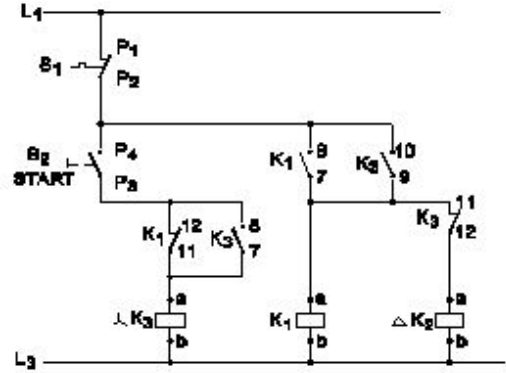 L1
S1 P1
P2
S2 P4
START P3
K1 8
7
K3 10
9
K1 12
11
K3 8
7
K3 11
12
K3 a
b
K1 a
b
△ K2 a
b
L3